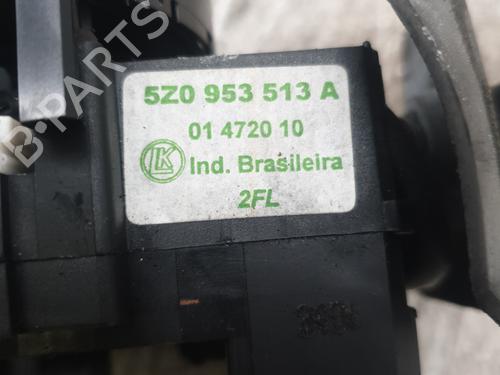 5Z0 953 513 A
01 4720 10
LK Ind. Brasileira
2FL
B-PARTS